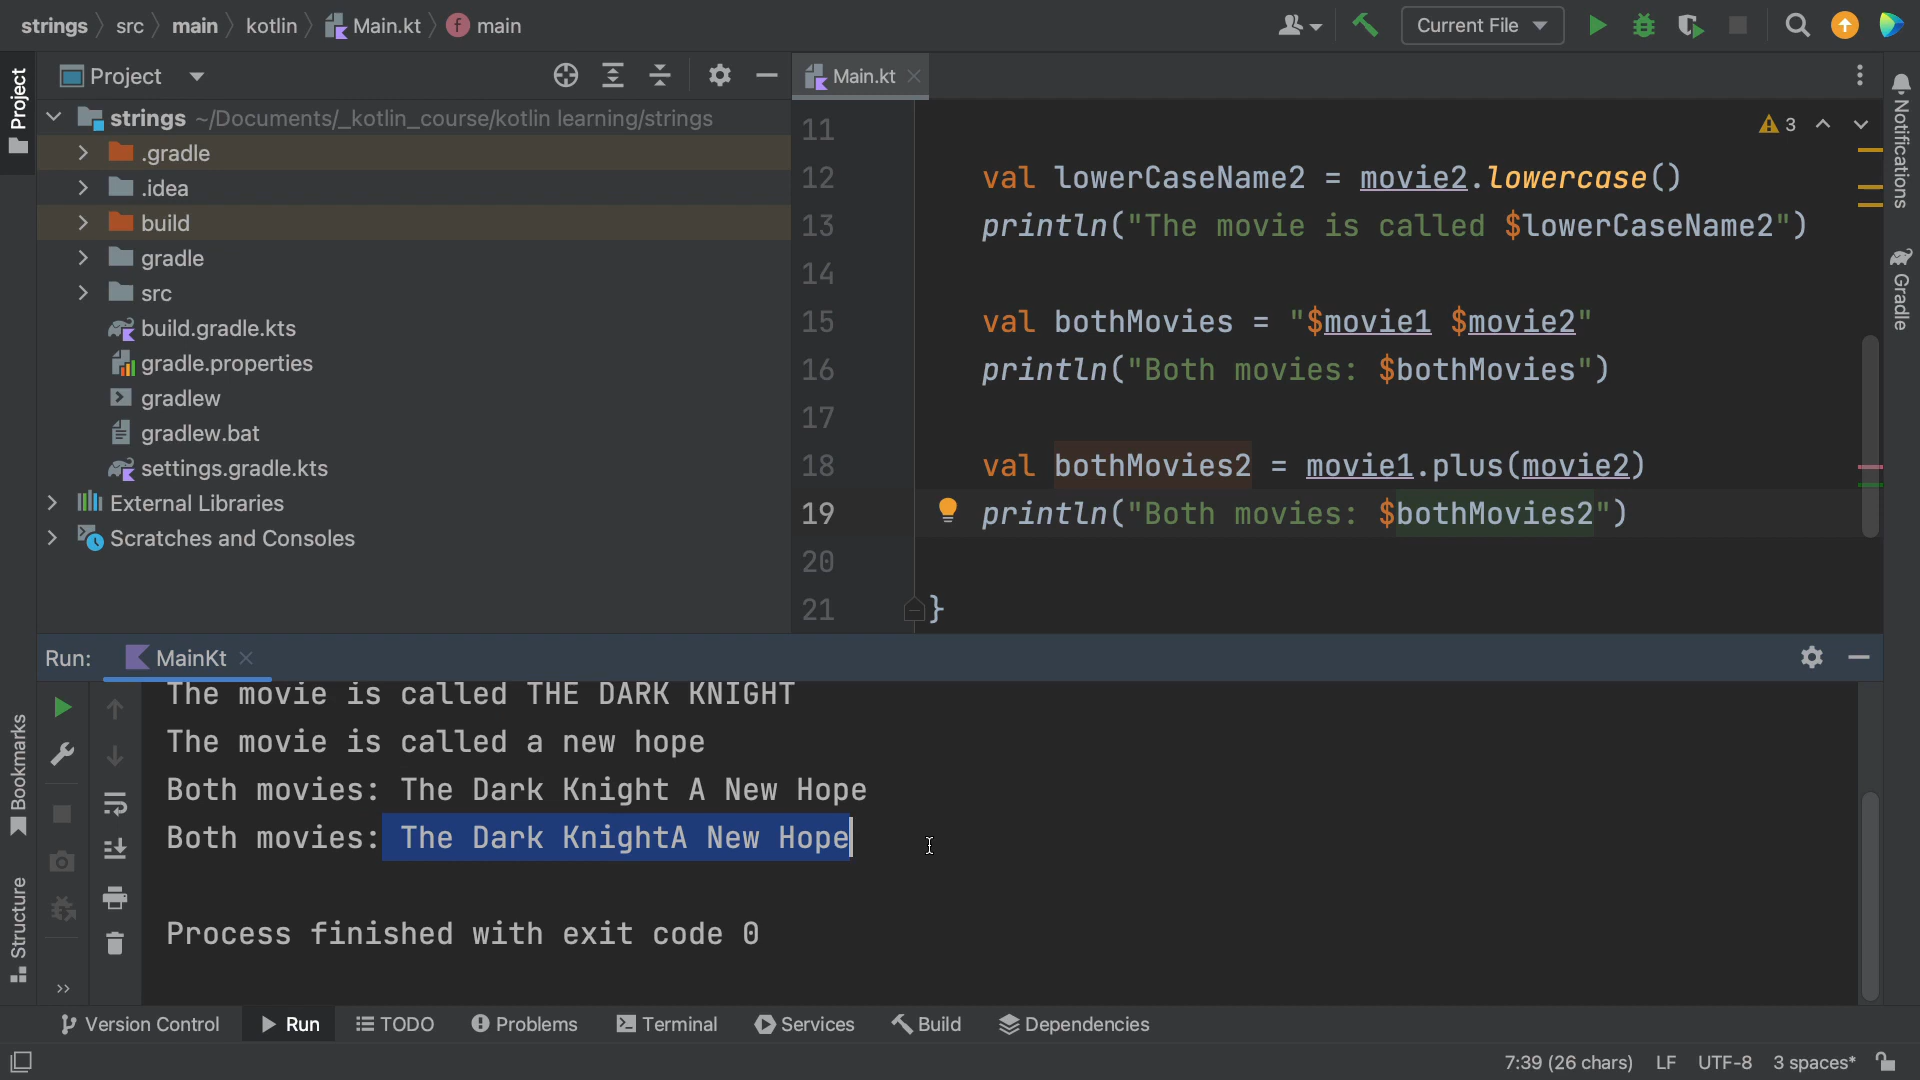 strings src main kotlin Main.kt f main Current File
Project
Project
strings ~/Documents/_kotlin_course/kotlin learning/strings
.gradle
.idea
build
gradle
src
build.gradle.kts
gradle.properties
gradlew
gradlew.bat
settings.gradle.kts
External Libraries
Scratches and Consoles
Main.kt
3
11
12 val lowerCaseName2 = movie2.lowercase()
13 println("The movie is called $lowerCaseName2")
14
15 val bothMovies = "$movie1 $movie2"
16 println("Both movies: $bothMovies")
17
18 val bothMovies2 = movie1.plus(movie2)
19 println("Both movies: $bothMovies2")
20
21 }
Notifications
Gradle
Run: MainKt
The movie is called THE DARK KNIGHT
The movie is called a new hope
Both movies: The Dark Knight A New Hope
Both movies: The Dark KnightA New Hope
Process finished with exit code 0
Bookmarks
Structure
Version Control Run TODO Problems Terminal Services Build Dependencies
7:39 (26 chars) LF UTF-8 3 spaces*